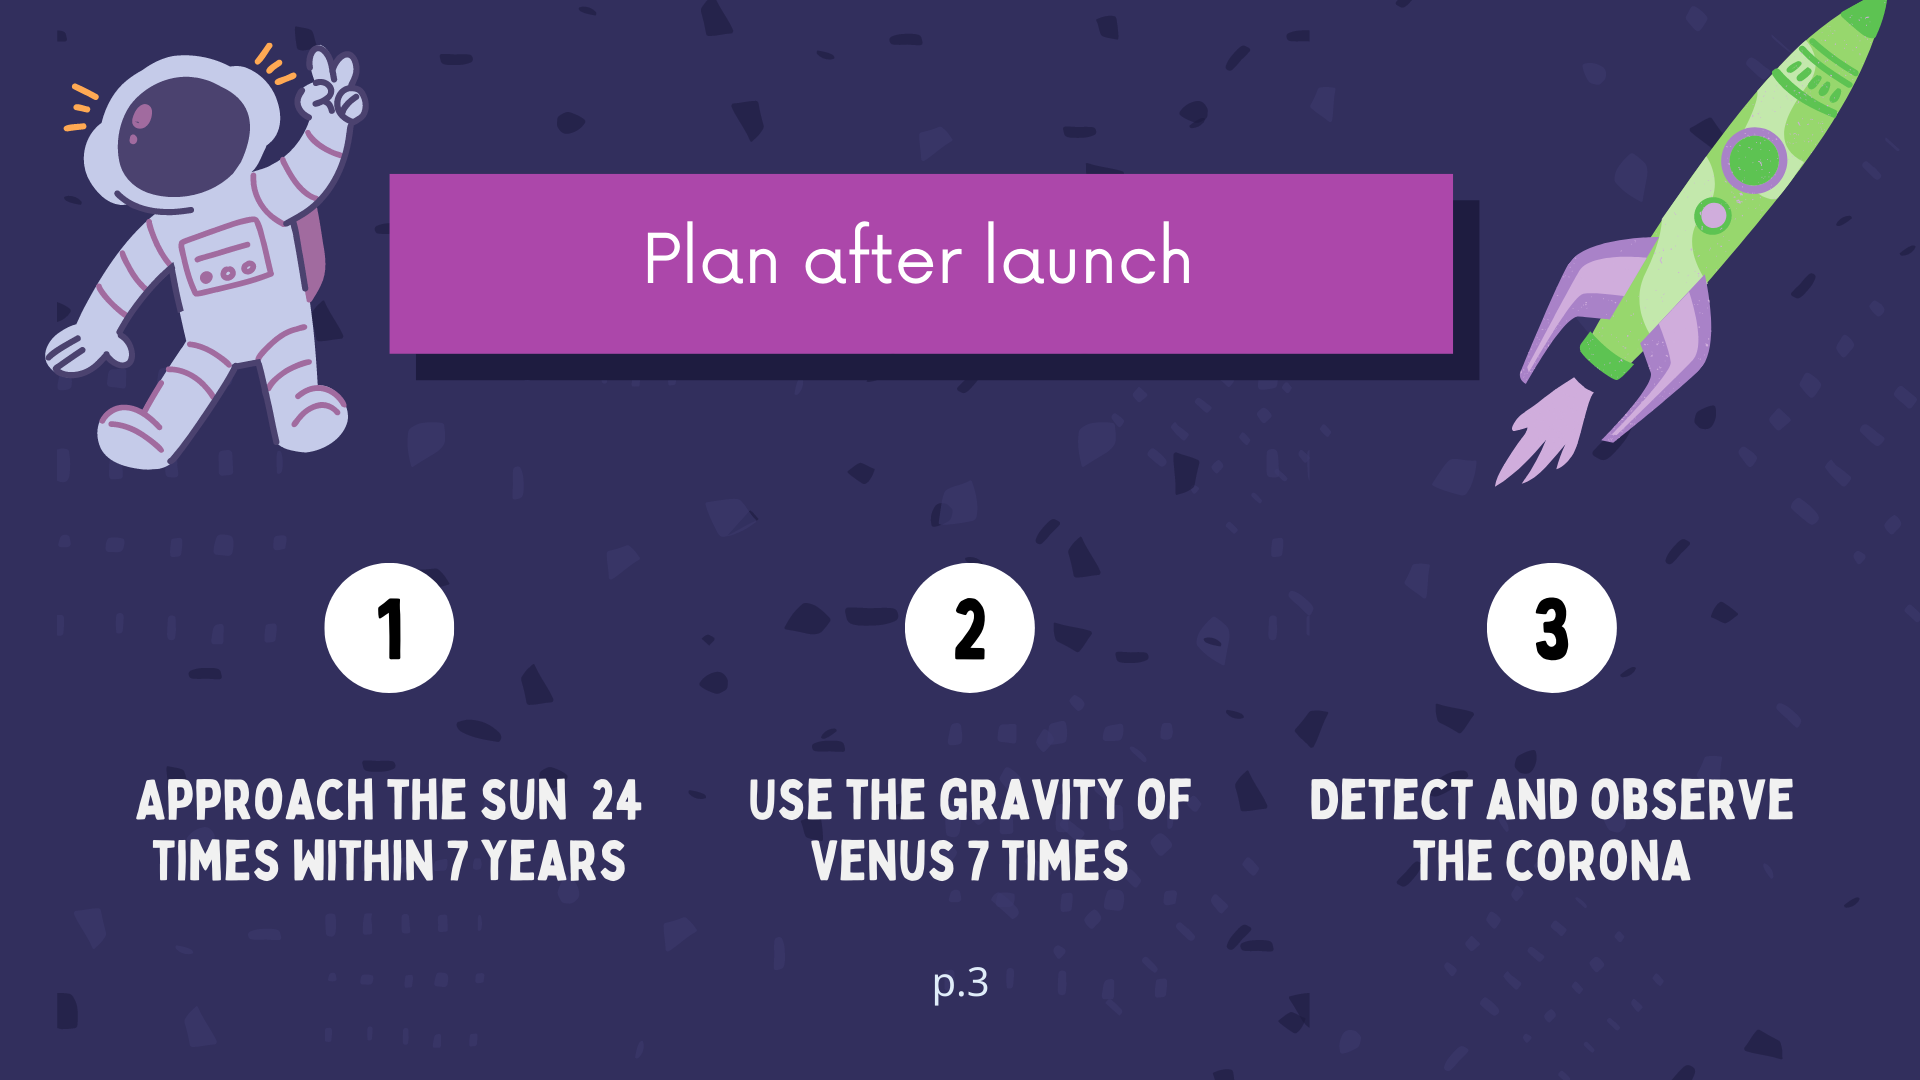 Plan after launch
1
2
3
APPROACH THE SUN 24
TIMES WITHIN 7 YEARS
USE THE GRAVITY OF
VENUS 7 TIMES
DETECT AND OBSERVE
THE CORONA
p.3